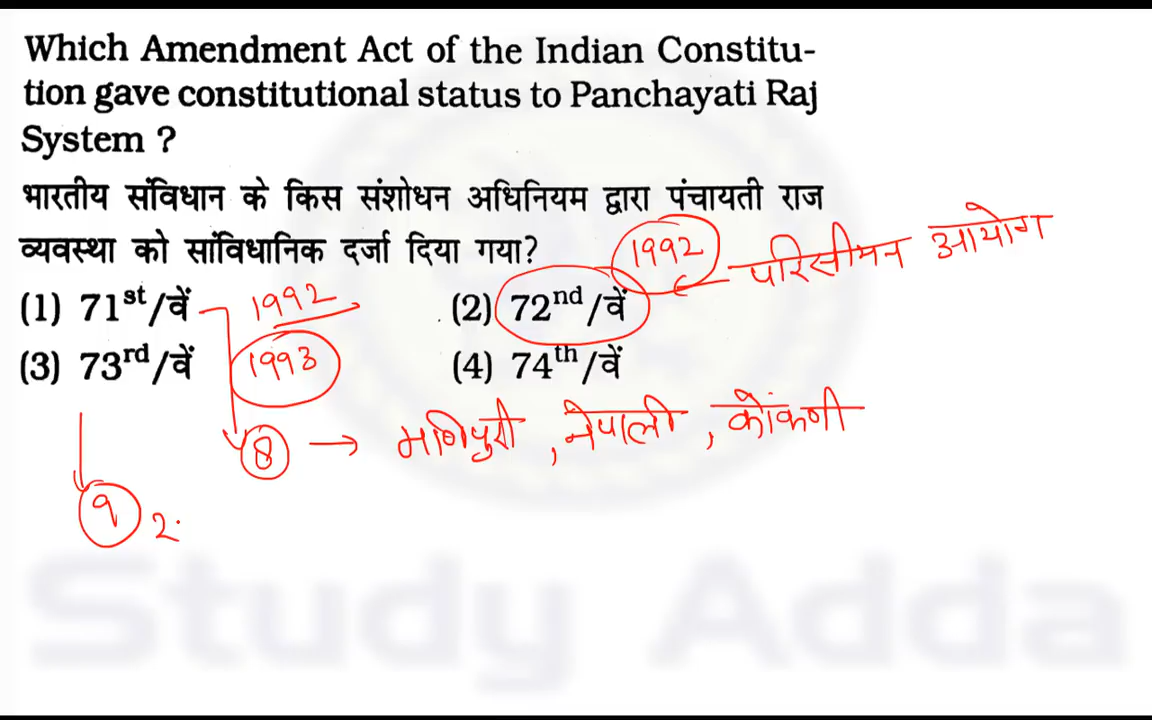 Which Amendment Act of the Indian Constitu-
tion gave constitutional status to Panchayati Raj
System ?
भारतीय संविधान के किस संशोधन अधिनियम द्वारा पंचायती राज
व्यवस्था को सांविधानिक दर्जा दिया गया?
1992 परिसीमन आयोग
(1) 71st/वें 1992 (2) 72nd/वें
(3) 73rd/वें 1993 (4) 74th/वें
8 → मणिपुरी, नेपाली, कोंकणी
9 2
Study Adda